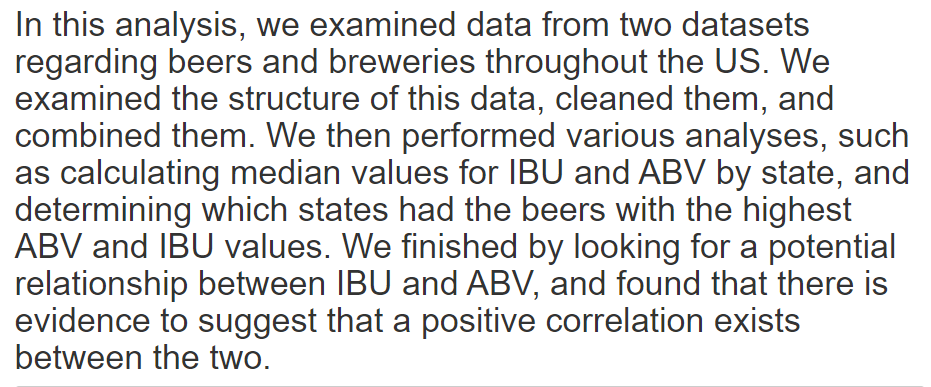 In this analysis, we examined data from two datasets
regarding beers and breweries throughout the US. We
examined the structure of this data, cleaned them, and
combined them. We then performed various analyses, such
as calculating median values for IBU and ABV by state, and
determining which states had the beers with the highest
ABV and IBU values. We finished by looking for a potential
relationship between IBU and ABV, and found that there is
evidence to suggest that a positive correlation exists
between the two.